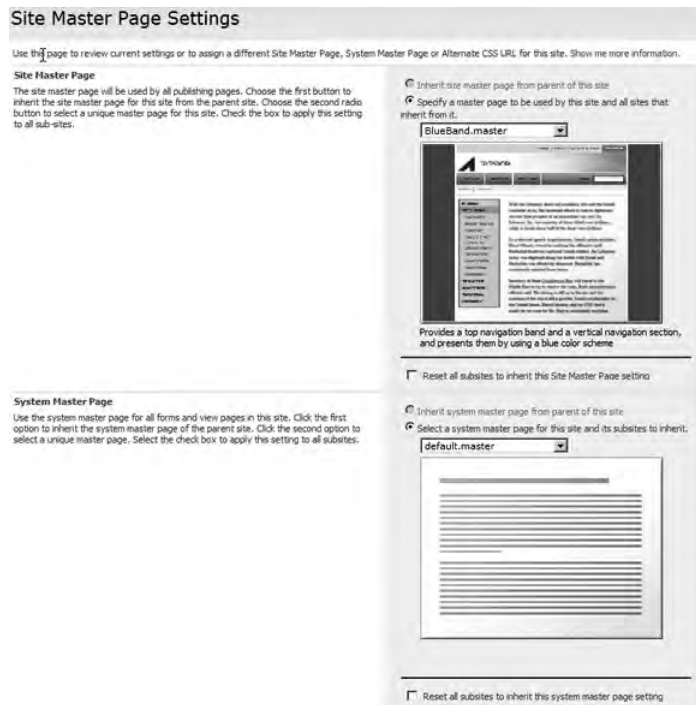 Site Master Page Settings
Use this page to review current settings or to assign a different Site Master Page, System Master Page or Alternate CSS URL for this site. Show me more information.
Site Master Page
The site master page will be used by all publishing pages. Choose the first button to
inherit the site master page for this site from the parent site. Choose the second radio
button to select a unique master page for this site. Check the box to apply this setting
to all sub-sites.
Inherit site master page from parent of this site
Specify a master page to be used by this site and all sites that
inherit from it.
BlueBand.master
Provides a top navigation band and a vertical navigation section,
and presents them by using a blue color scheme
Reset all subsites to inherit this Site Master Page setting
System Master Page
Use the system master page for all forms and view pages in this site. Click the first
option to inherit the system master page of the parent site. Click the second option to
select a unique master page. Select the check box to apply this setting to all subsites.
Inherit system master page from parent of this site
Select a system master page for this site and its subsites to inherit.
default.master
Reset all subsites to inherit this system master page setting